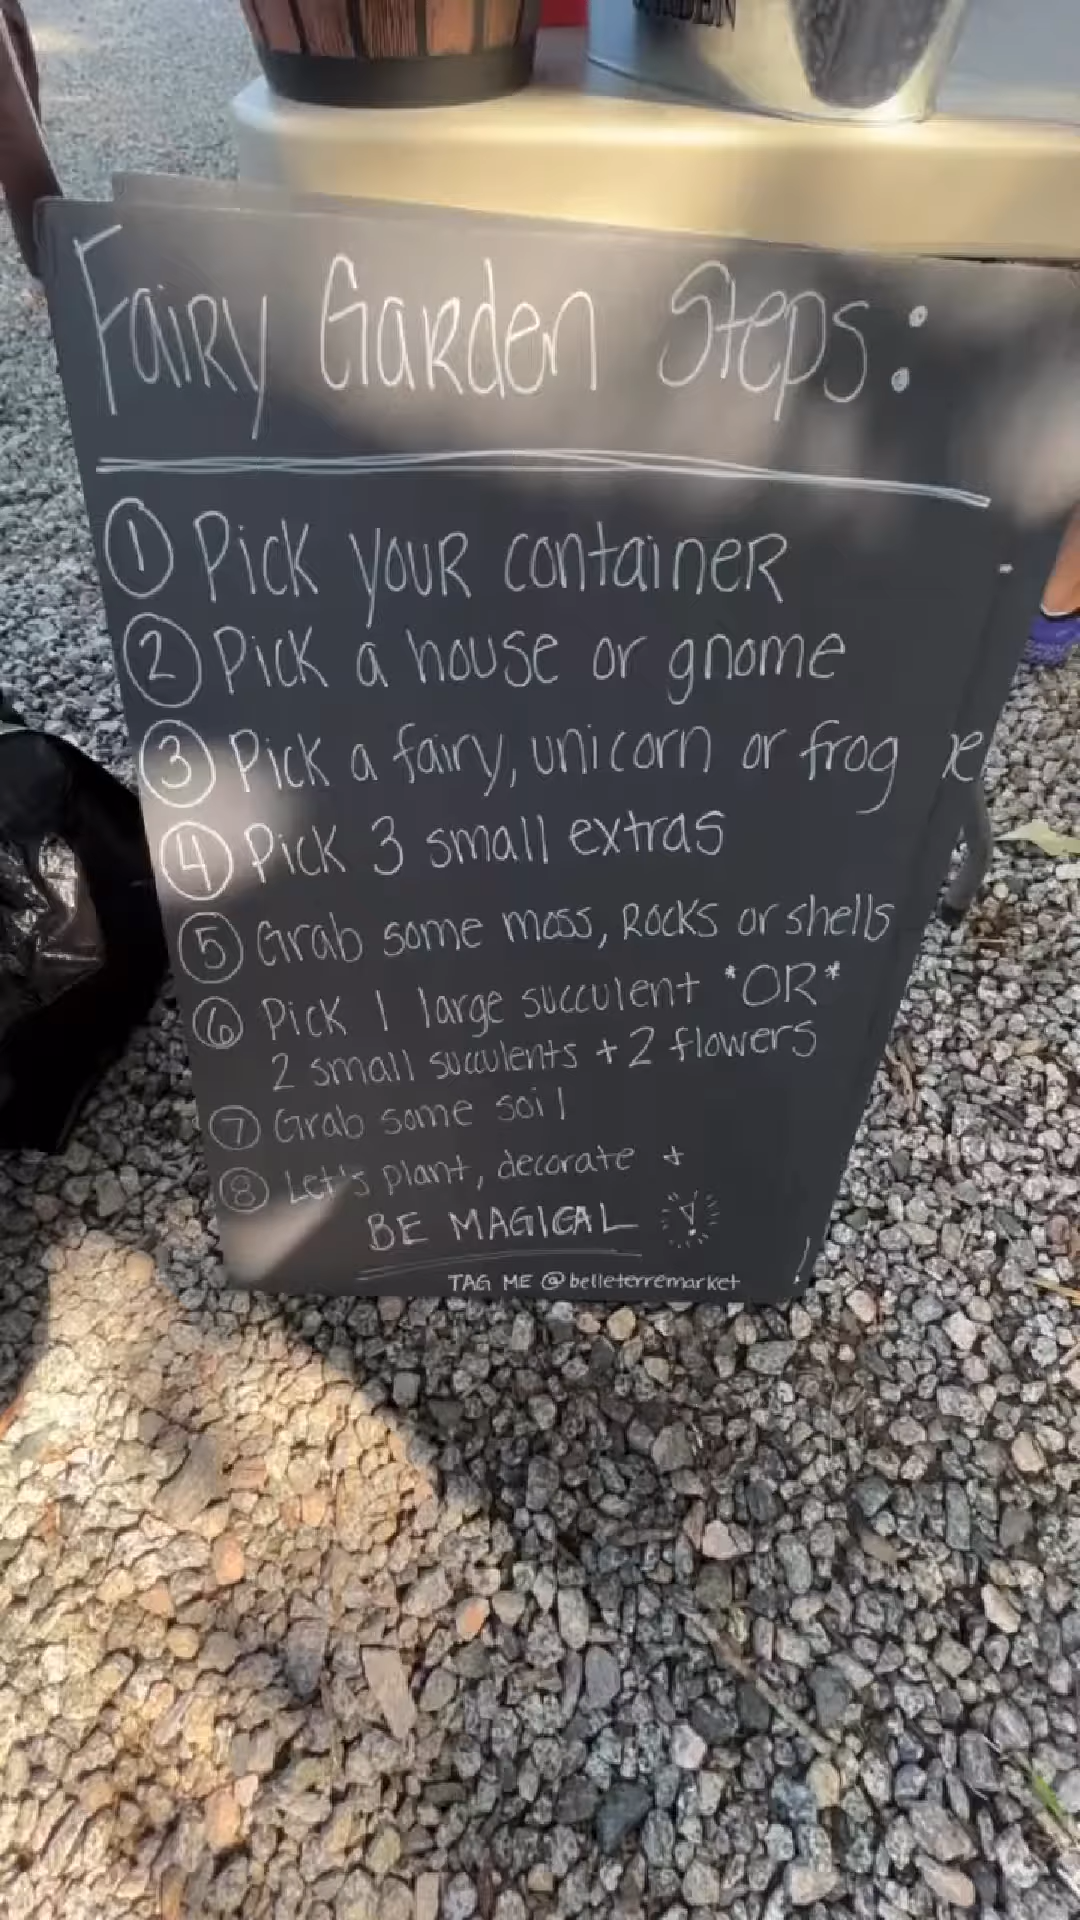 GARDEN
Fairy Garden Steps:
① Pick your container
② Pick a house or gnome
③ Pick a fairy, unicorn or frog
④ Pick 3 small extras
⑤ Grab some moss, Rocks or shells
⑥ Pick 1 large succulent *OR*
2 small succulents + 2 flowers
⑦ Grab some soil
⑧ Let's plant, decorate +
BE MAGICAL
TAG ME @belleterremarket